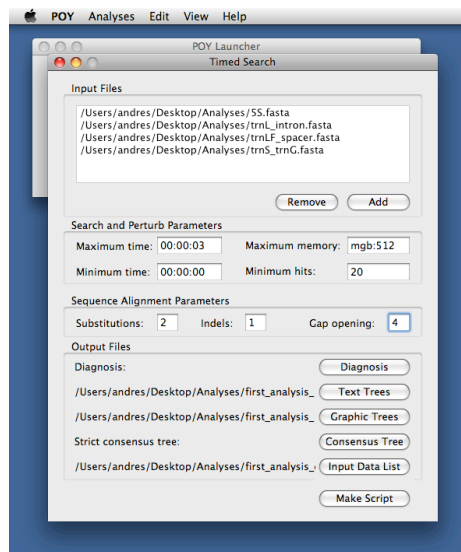 POY Analyses Edit View Help
POY Launcher
Timed Search
Input Files
/Users/andres/Desktop/Analyses/5S.fasta
/Users/andres/Desktop/Analyses/trnL_intron.fasta
/Users/andres/Desktop/Analyses/trnLF_spacer.fasta
/Users/andres/Desktop/Analyses/trnS_trnG.fasta
Remove Add
Search and Perturb Parameters
Maximum time: 00:00:03 Maximum memory: mgb:512
Minimum time: 00:00:00 Minimum hits: 20
Sequence Alignment Parameters
Substitutions: 2 Indels: 1 Gap opening: 4
Output Files
Diagnosis: Diagnosis
/Users/andres/Desktop/Analyses/first_analysis_ Text Trees
/Users/andres/Desktop/Analyses/first_analysis_ Graphic Trees
Strict consensus tree: Consensus Tree
/Users/andres/Desktop/Analyses/first_analysis_ Input Data List
Make Script